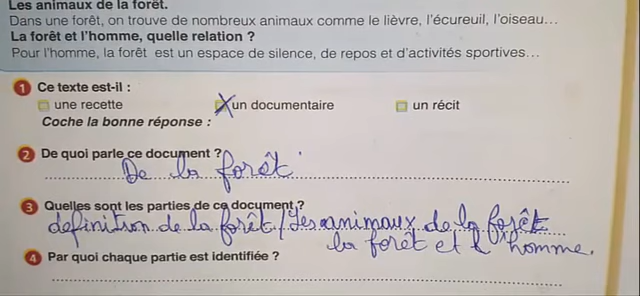 Les animaux de la forêt.
Dans une forêt, on trouve de nombreux animaux comme le lièvre, l'écureuil, l'oiseau...
La forêt et l'homme, quelle relation ?
Pour l'homme, la forêt est un espace de silence, de repos et d'activités sportives...
1 Ce texte est-il :
une recette un documentaire un récit
Coche la bonne réponse :
2 De quoi parle ce document ?
De la forêt
3 Quelles sont les parties de ce document ?
définition de la forêt / les animaux de la forêt
la forêt et l'homme.
4 Par quoi chaque partie est identifiée ?